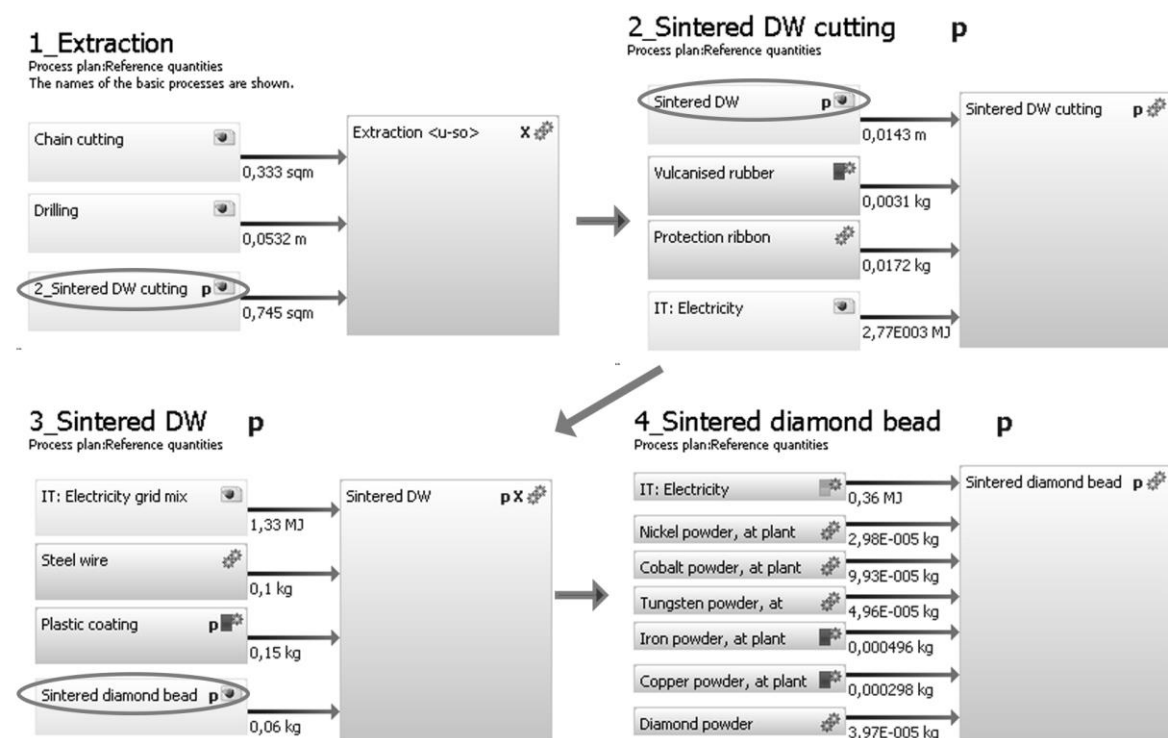 1_Extraction
Process plan:Reference quantities
The names of the basic processes are shown.
Chain cutting
0,333 sqm
Drilling
0,0532 m
2_Sintered DW cutting p
0,745 sqm
Extraction <u-so> X
2_Sintered DW cutting p
Process plan:Reference quantities
Sintered DW p
0,0143 m
Vulcanised rubber
0,0031 kg
Protection ribbon
0,0172 kg
IT: Electricity
2,77E003 MJ
Sintered DW cutting p
3_Sintered DW p
Process plan:Reference quantities
IT: Electricity grid mix
1,33 MJ
Steel wire
0,1 kg
Plastic coating p
0,15 kg
Sintered diamond bead p
0,06 kg
Sintered DW p X
4_Sintered diamond bead p
Process plan:Reference quantities
IT: Electricity
0,36 MJ
Nickel powder, at plant
2,98E-005 kg
Cobalt powder, at plant
9,93E-005 kg
Tungsten powder, at
4,96E-005 kg
Iron powder, at plant
0,000496 kg
Copper powder, at plant
0,000298 kg
Diamond powder
3,97E-005 kg
Sintered diamond bead p